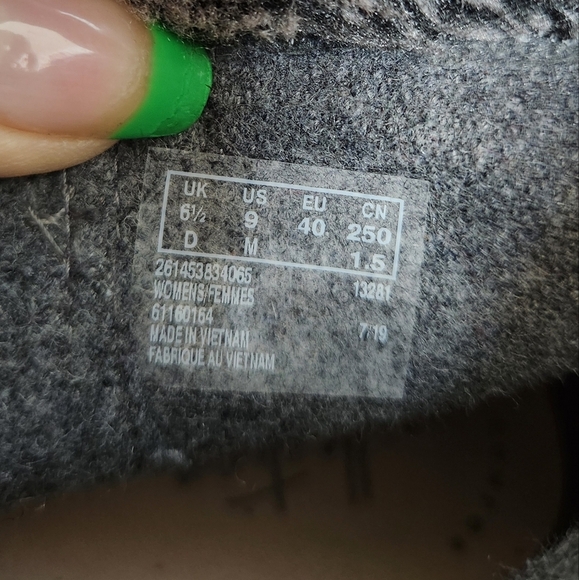 UK US EU CN
6½ 9 40 250
D M 1.5
261453834065
WOMENS/FEMMES 13281
61160164
MADE IN VIETNAM 7/19
FABRIQUE AU VIETNAM